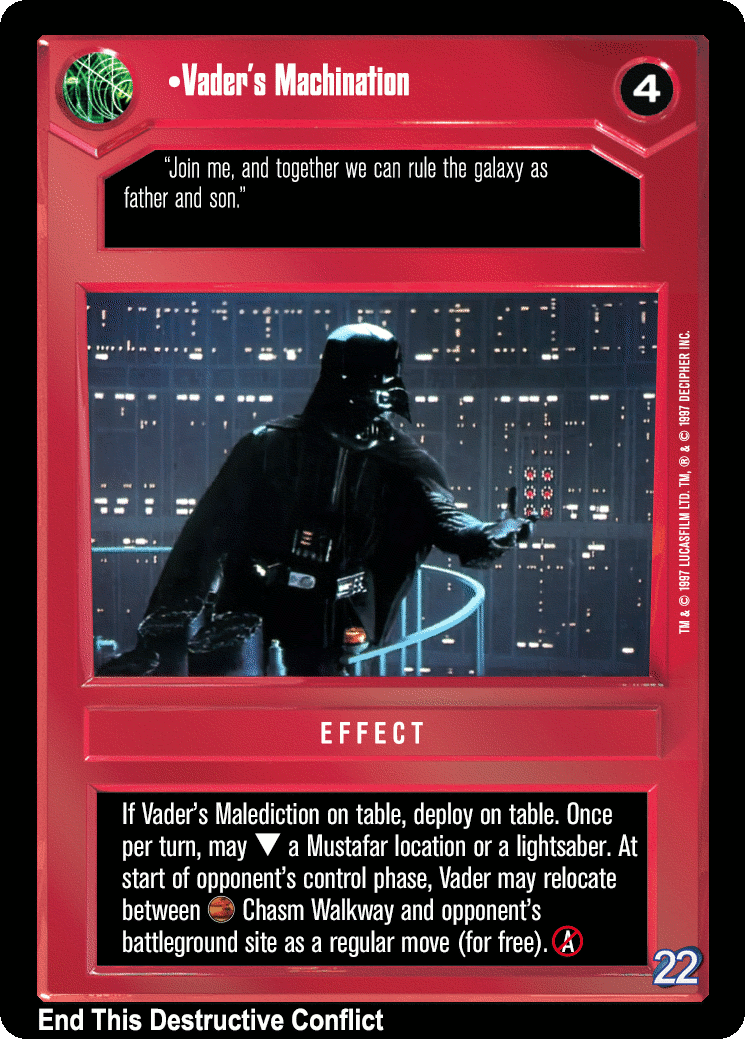 •Vader's Machination
4
“Join me, and together we can rule the galaxy as
father and son.”
TM & © 1997 LUCASFILM LTD. TM, ® & © 1997 DECIPHER INC.
EFFECT
If Vader's Malediction on table, deploy on table. Once
per turn, may ▼ a Mustafar location or a lightsaber. At
start of opponent's control phase, Vader may relocate
between Chasm Walkway and opponent's
battleground site as a regular move (for free). A
22
End This Destructive Conflict